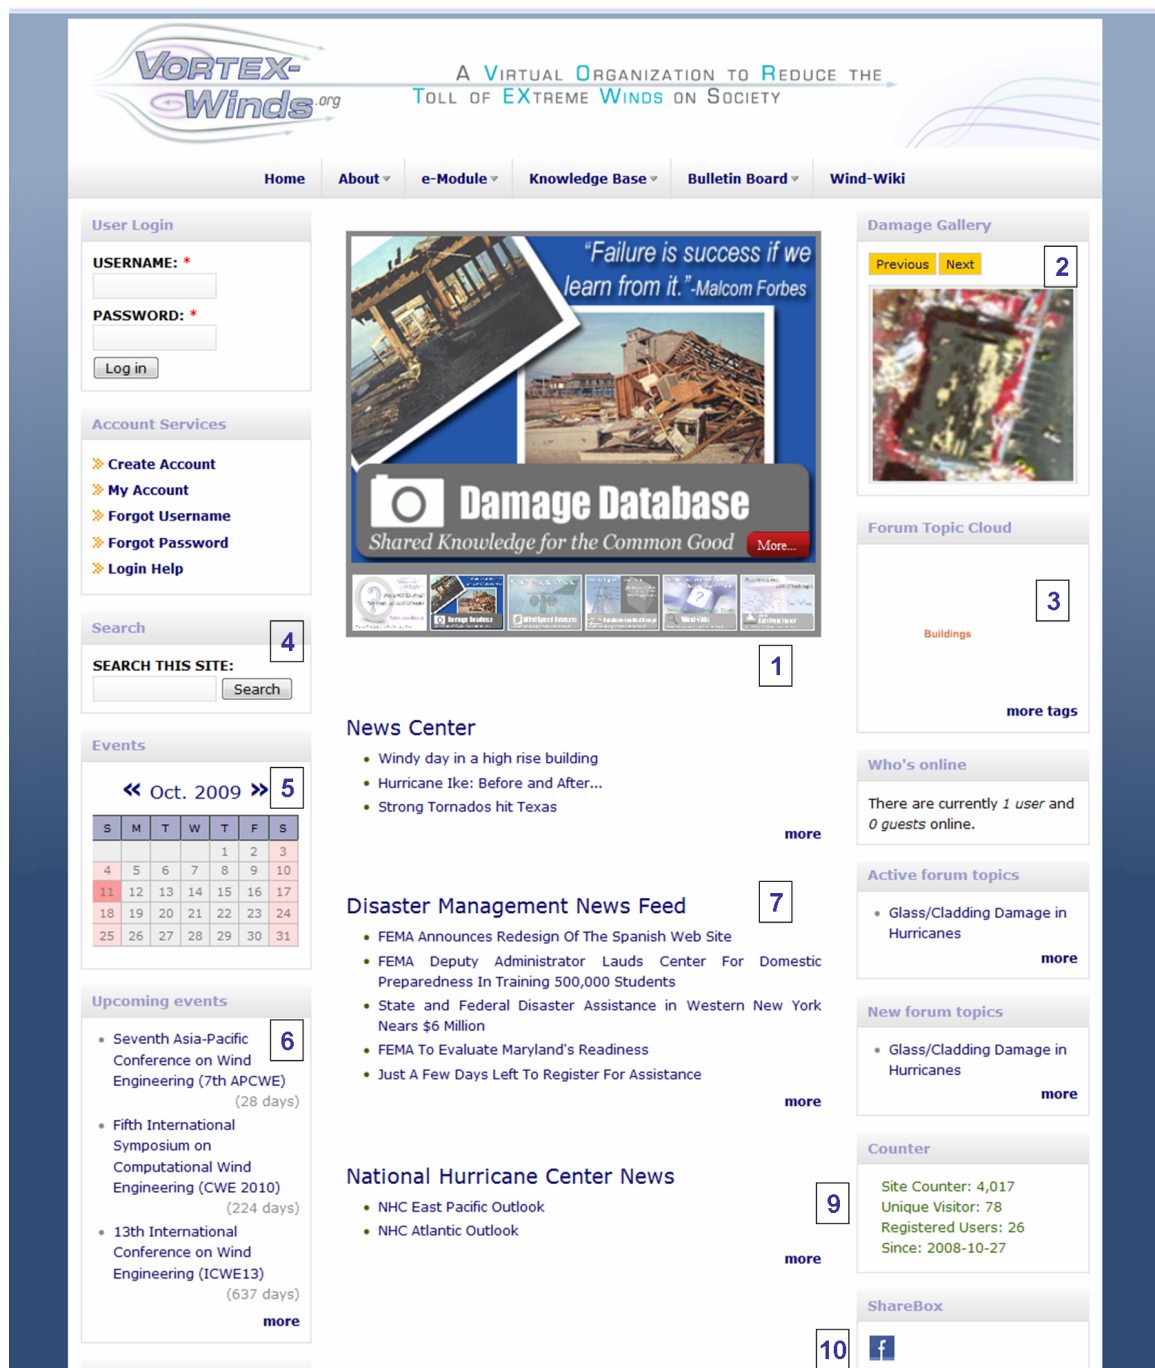 VORTEX-
Winds.org
A VIRTUAL ORGANIZATION TO REDUCE THE
TOLL OF EXTREME WINDS ON SOCIETY
Home About e-Module Knowledge Base Bulletin Board Wind-Wiki
User Login
USERNAME: *
PASSWORD: *
Log in
Account Services
Create Account
My Account
Forgot Username
Forgot Password
Login Help
Search
4
SEARCH THIS SITE:
Search
Events
« Oct. 2009 »
5
S M T W T F S
1 2 3
4 5 6 7 8 9 10
11 12 13 14 15 16 17
18 19 20 21 22 23 24
25 26 27 28 29 30 31
Upcoming events
6
Seventh Asia-Pacific
Conference on Wind
Engineering (7th APCWE)
(28 days)
Fifth International
Symposium on
Computational Wind
Engineering (CWE 2010)
(224 days)
13th International
Conference on Wind
Engineering (ICWE13)
(637 days)
more
"Failure is success if we
learn from it."-Malcom Forbes
Damage Database
Shared Knowledge for the Common Good
More...
Damage Database
1
News Center
Windy day in a high rise building
Hurricane Ike: Before and After...
Strong Tornados hit Texas
more
Disaster Management News Feed
7
FEMA Announces Redesign Of The Spanish Web Site
FEMA Deputy Administrator Lauds Center For Domestic
Preparedness In Training 500,000 Students
State and Federal Disaster Assistance in Western New York
Nears $6 Million
FEMA To Evaluate Maryland's Readiness
Just A Few Days Left To Register For Assistance
more
National Hurricane Center News
NHC East Pacific Outlook
NHC Atlantic Outlook
more
Damage Gallery
Previous Next
2
Forum Topic Cloud
3
Buildings
more tags
Who's online
There are currently 1 user and
0 guests online.
Active forum topics
Glass/Cladding Damage in
Hurricanes
more
New forum topics
Glass/Cladding Damage in
Hurricanes
more
Counter
9
Site Counter: 4,017
Unique Visitor: 78
Registered Users: 26
Since: 2008-10-27
ShareBox
10
f